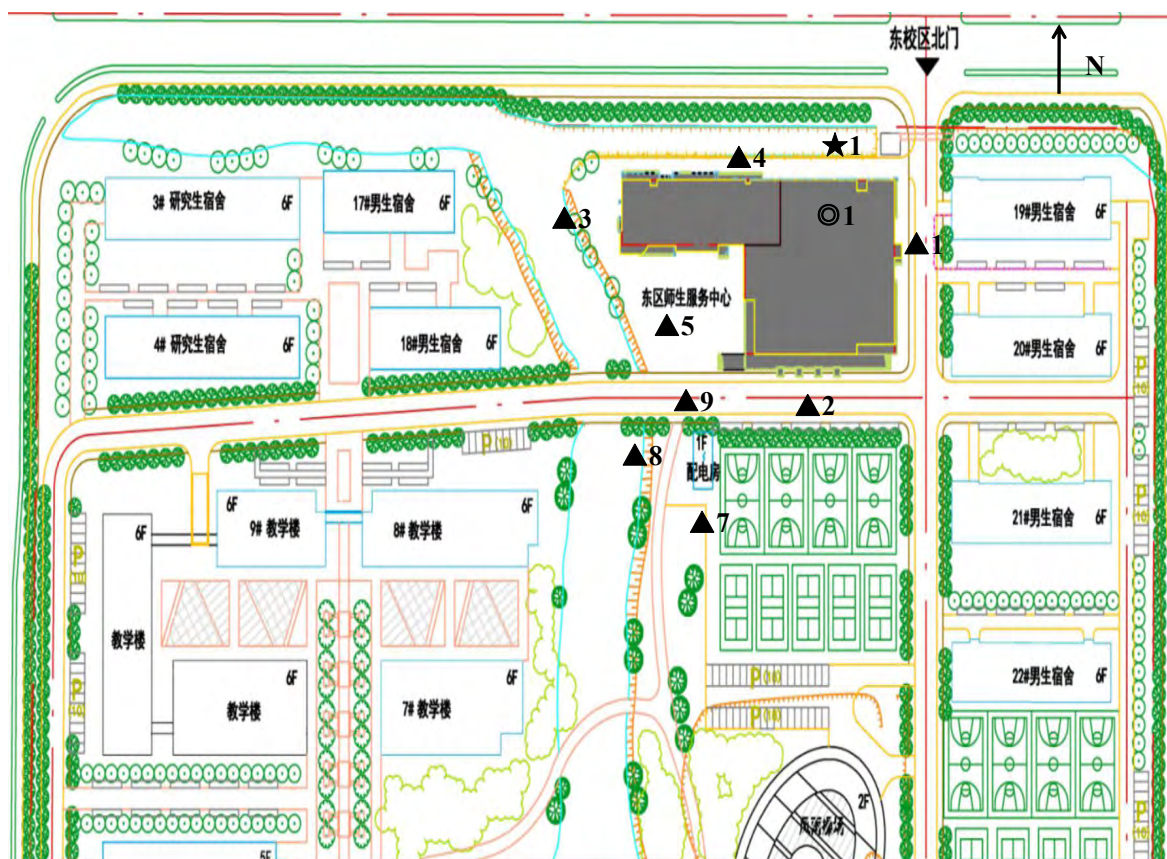 东校区北门
N
★1
▲4
3# 研究生宿舍 6F
17#男生宿舍 6F
▲3
◎1
▲1
19#男生宿舍 6F
东区师生服务中心
▲5
4# 研究生宿舍 6F
18#男生宿舍 6F
20#男生宿舍 6F
P
▲9
▲2
P
1F
配电房
▲8
▲7
6F
9# 教学楼
6F
8# 教学楼
6F
21#男生宿舍 6F
P
P
教学楼
6F
教学楼
6F
7# 教学楼
P
P
P
22#男生宿舍 6F
2F
P
5F